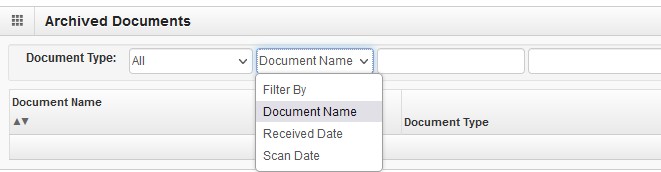 Archived Documents
Document Type: All Document Name
Filter By
Document Name
Received Date
Scan Date
Document Name
Document Type